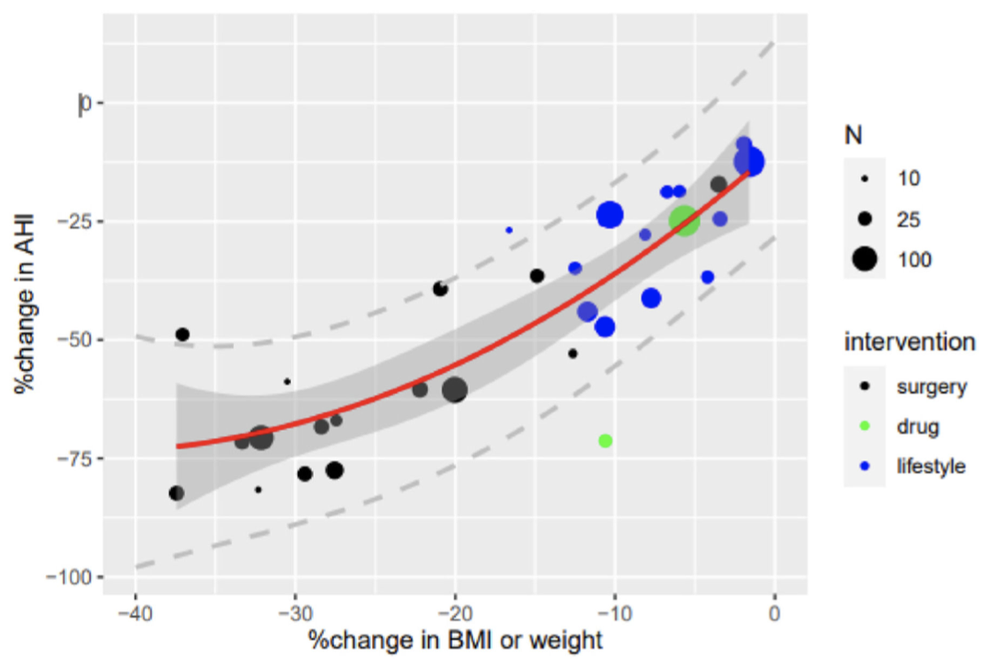 0
−25
−50
−75
−100
%change in AHI
−40 −30 −20 −10 0
%change in BMI or weight
N
10
25
100
intervention
surgery
drug
lifestyle